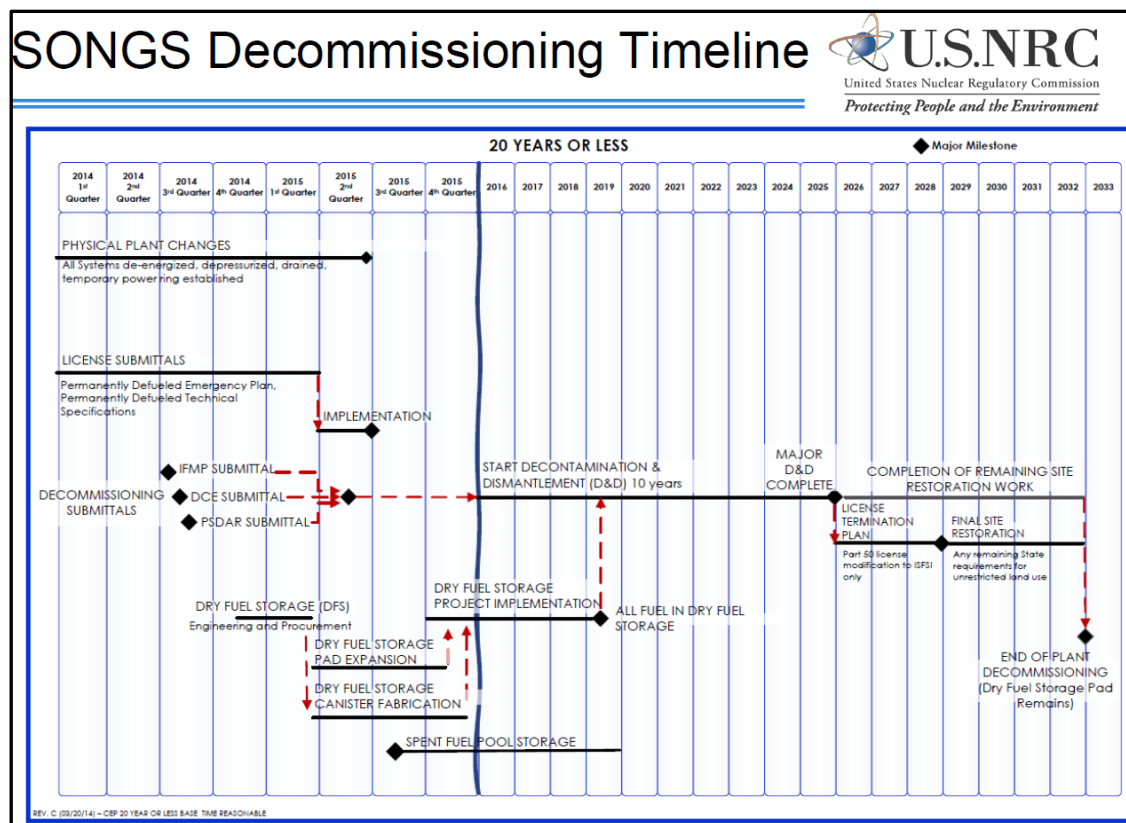 SONGS Decommissioning Timeline
U.S.NRC
United States Nuclear Regulatory Commission
Protecting People and the Environment
20 YEARS OR LESS
Major Milestone
2014
1st
Quarter
2014
2nd
Quarter
2014
3rd Quarter
2014
4th Quarter
2015
1st Quarter
2015
2nd
Quarter
2015
3rd Quarter
2015
4th Quarter
2016
2017
2018
2019
2020
2021
2022
2023
2024
2025
2026
2027
2028
2029
2030
2031
2032
2033
PHYSICAL PLANT CHANGES
All Systems de-energized, depressurized, drained,
temporary power ring established
LICENSE SUBMITTALS
Permanently Defueled Emergency Plan,
Permanently Defueled Technical
Specifications
IMPLEMENTATION
IFMP SUBMITTAL
DECOMMISSIONING
SUBMITTALS
DCE SUBMITTAL
PSDAR SUBMITTAL
START DECONTAMINATION &
DISMANTLEMENT (D&D) 10 years
MAJOR
D&D
COMPLETE
COMPLETION OF REMAINING SITE
RESTORATION WORK
LICENSE
TERMINATION
PLAN
Part 50 license
modification to ISFSI
only
FINAL SITE
RESTORATION
Any remaining State
requirements for
unrestricted land use
DRY FUEL STORAGE (DFS)
Engineering and Procurement
DRY FUEL STORAGE
PROJECT IMPLEMENTATION
ALL FUEL IN DRY FUEL
STORAGE
DRY FUEL STORAGE
PAD EXPANSION
DRY FUEL STORAGE
CANISTER FABRICATION
END OF PLANT
DECOMMISSIONING
(Dry Fuel Storage Pad
Remains)
SPENT FUEL POOL STORAGE
REV. C (03/20/14) – CEP 20 YEAR OR LESS BASE TIME REASONABLE